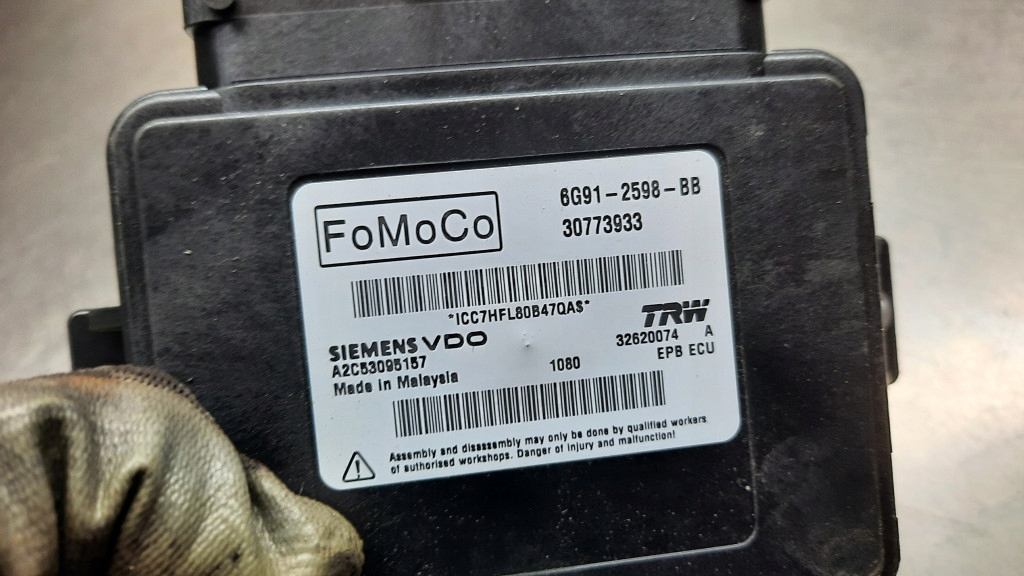 FoMoCo
6G91-2598-BB
30773933
*ICC7HFL80B47QAS*
SIEMENS VDO
A2C53095157
Made in Malaysia
1080
TRW
32620074 A
EPB ECU
Assembly and disassembly may only be done by qualified workers
of authorised workshops. Danger of injury and malfunction!